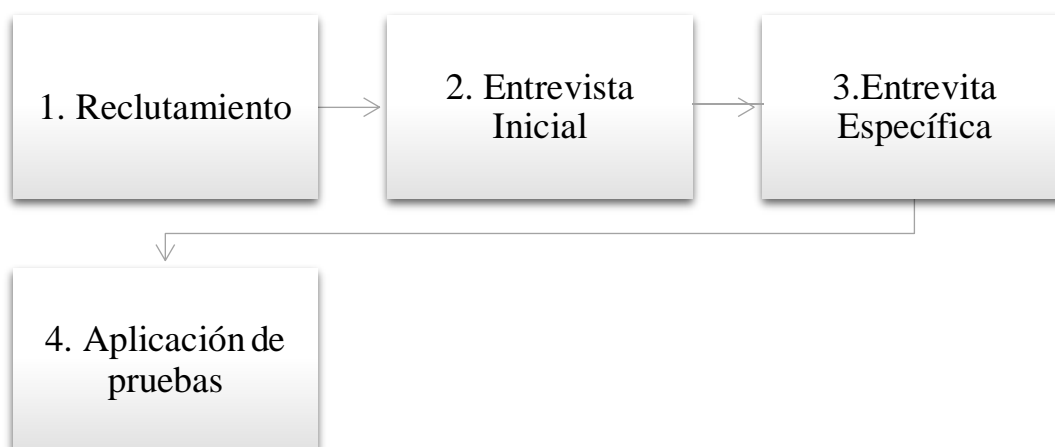 1. Reclutamiento
2. Entrevista
Inicial
3.Entrevita
Específica
4. Aplicación de
pruebas